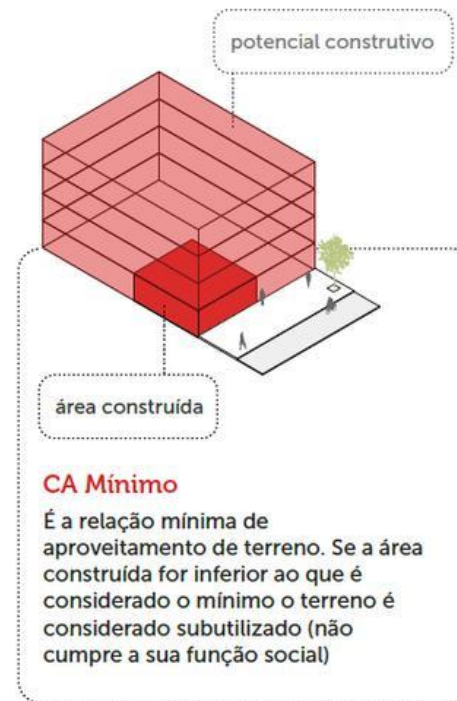 potencial construtivo
área construída
CA Mínimo
É a relação mínima de
aproveitamento de terreno. Se a área
construída for inferior ao que é
considerado o mínimo o terreno é
considerado subutilizado (não
cumpre a sua função social)